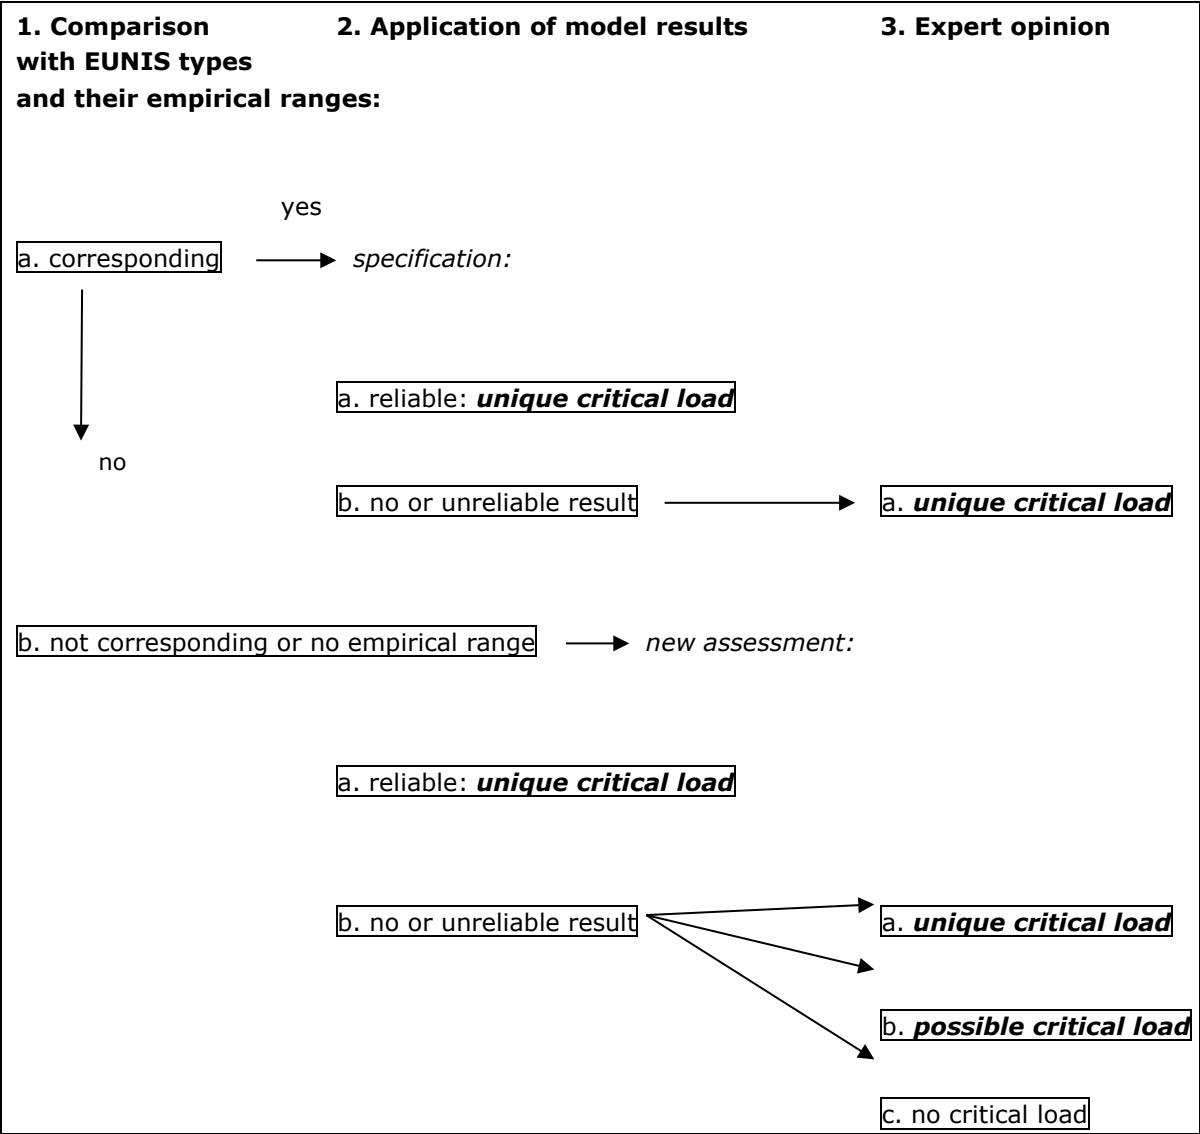 1. Comparison
with EUNIS types
and their empirical ranges:
2. Application of model results
3. Expert opinion
yes
a. corresponding
specification:
a. reliable: unique critical load
no
b. no or unreliable result
a. unique critical load
b. not corresponding or no empirical range
new assessment:
a. reliable: unique critical load
b. no or unreliable result
a. unique critical load
b. possible critical load
c. no critical load